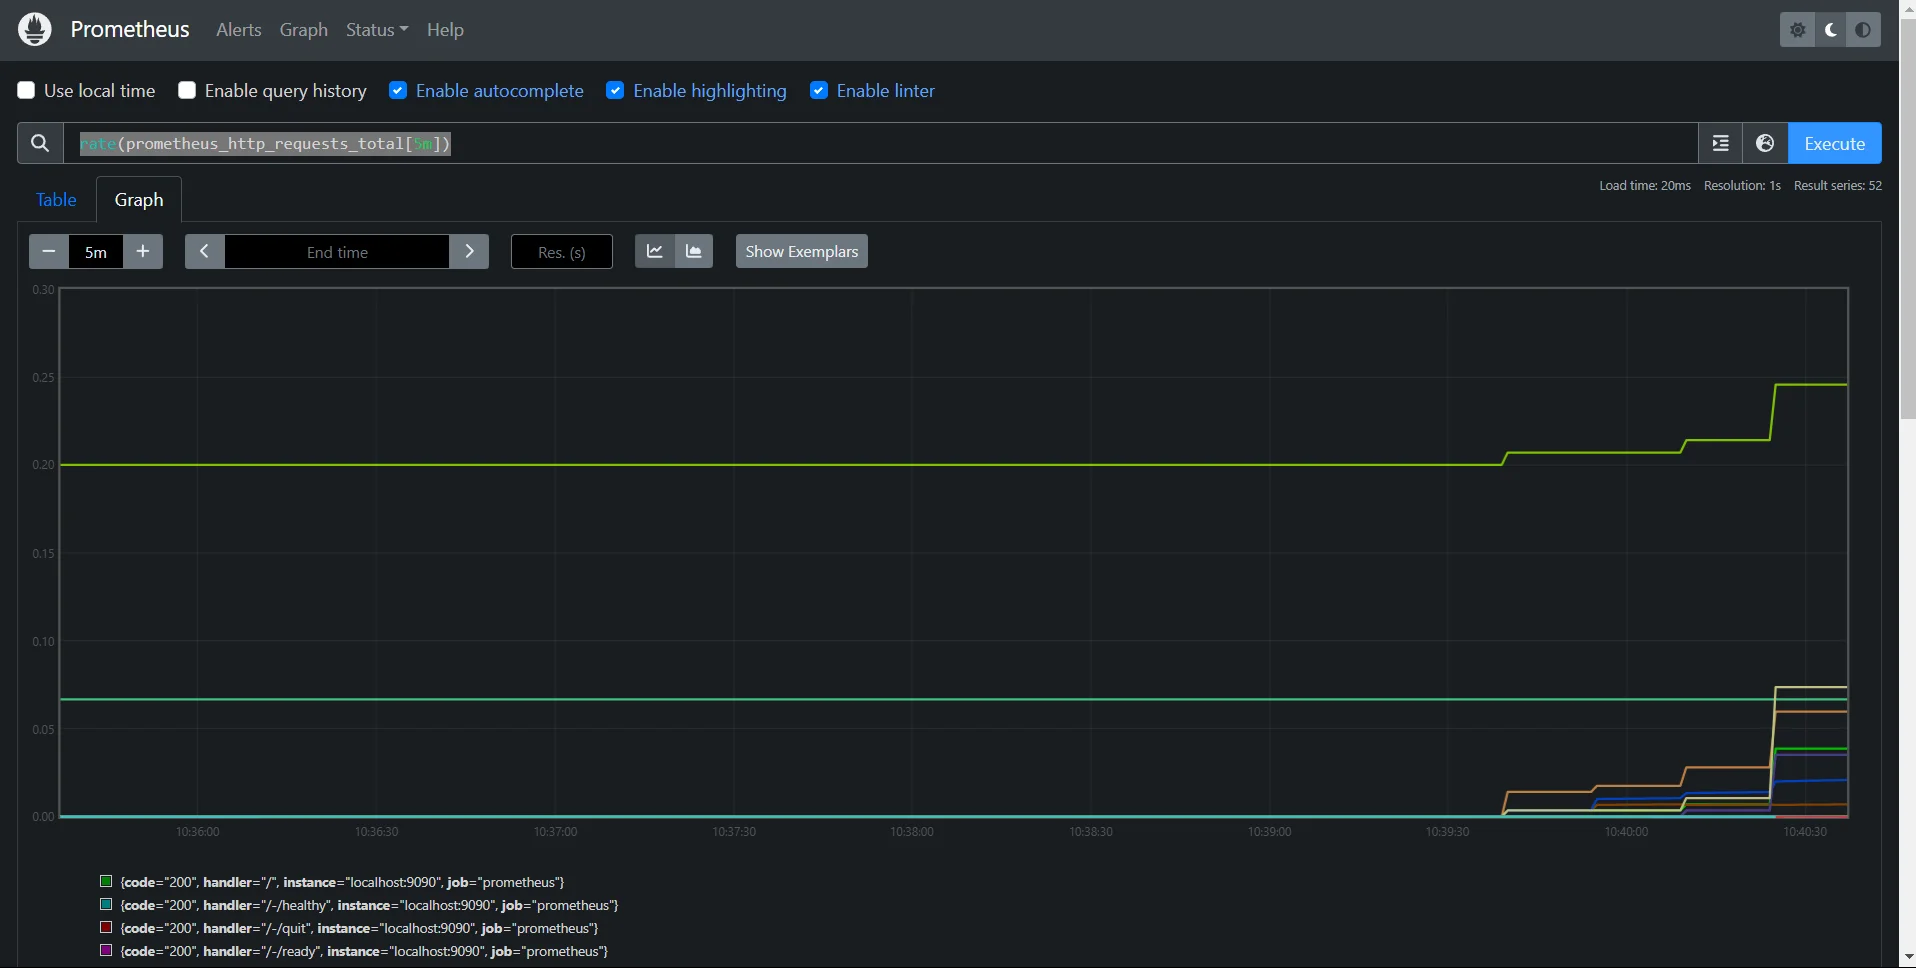 Prometheus Alerts Graph Status Help
Use local time Enable query history Enable autocomplete Enable highlighting Enable linter
rate(prometheus_http_requests_total[5m]) Execute
Load time: 20ms Resolution: 1s Result series: 52
Table Graph
5m End time Res. (s) Show Exemplars
0.30
0.25
0.20
0.15
0.10
0.05
0.00
10:36:00 10:36:30 10:37:00 10:37:30 10:38:00 10:38:30 10:39:00 10:39:30 10:40:00 10:40:30
{code="200", handler="/", instance="localhost:9090", job="prometheus"}
{code="200", handler="/-/healthy", instance="localhost:9090", job="prometheus"}
{code="200", handler="/-/quit", instance="localhost:9090", job="prometheus"}
{code="200", handler="/-/ready", instance="localhost:9090", job="prometheus"}